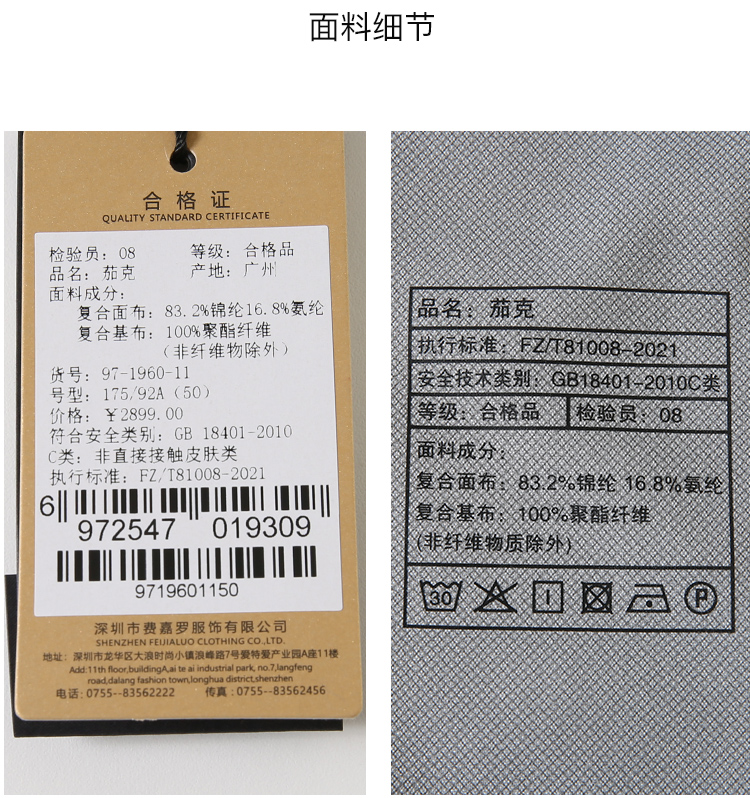 面料细节
合格证
QUALITY STANDARD CERTIFICATE
检验员：08 等级：合格品
品名：茄克 产地：广州
面料成分：
复合面布：83.2%锦纶16.8%氨纶
复合基布：100%聚酯纤维
（非纤维物除外）
货号：97-1960-11
号型：175/92A（50）
价格：￥2899.00
符合安全类别：GB 18401-2010
C类：非直接接触皮肤类
执行标准：FZ/T81008-2021
6 972547 019309
9719601150
深圳市费嘉罗服饰有限公司
SHENZHEN FEIJIALUO CLOTHING CO.,LTD.
地址：深圳市龙华区大浪时尚小镇浪峰路7号爱特爱产业园A座11楼
Add:11th floor,buildingA,ai te ai industrial park, no.7,langfeng
road,dalang fashion town,longhua district,shenzhen
电话：0755--83562222 传真：0755--83562456
品名：茄克
执行标准：FZ/T81008-2021
安全技术类别：GB18401-2010C类
等级：合格品 检验员：08
面料成分：
复合面布：83.2%锦纶 16.8%氨纶
复合基布：100%聚酯纤维
(非纤维物质除外)
30 P